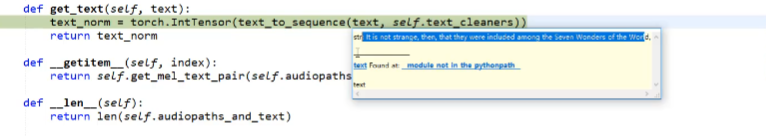 def get_text(self, text):
text_norm = torch.IntTensor(text_to_sequence(text, self.text_cleaners))
return text_norm
str: It is not strange, then, that they were included among the Seven Wonders of the World.
text Found at: module not in the pythonpath
text
def __getitem__(self, index):
return self.get_mel_text_pair(self.audiopaths
def __len__(self):
return len(self.audiopaths_and_text)